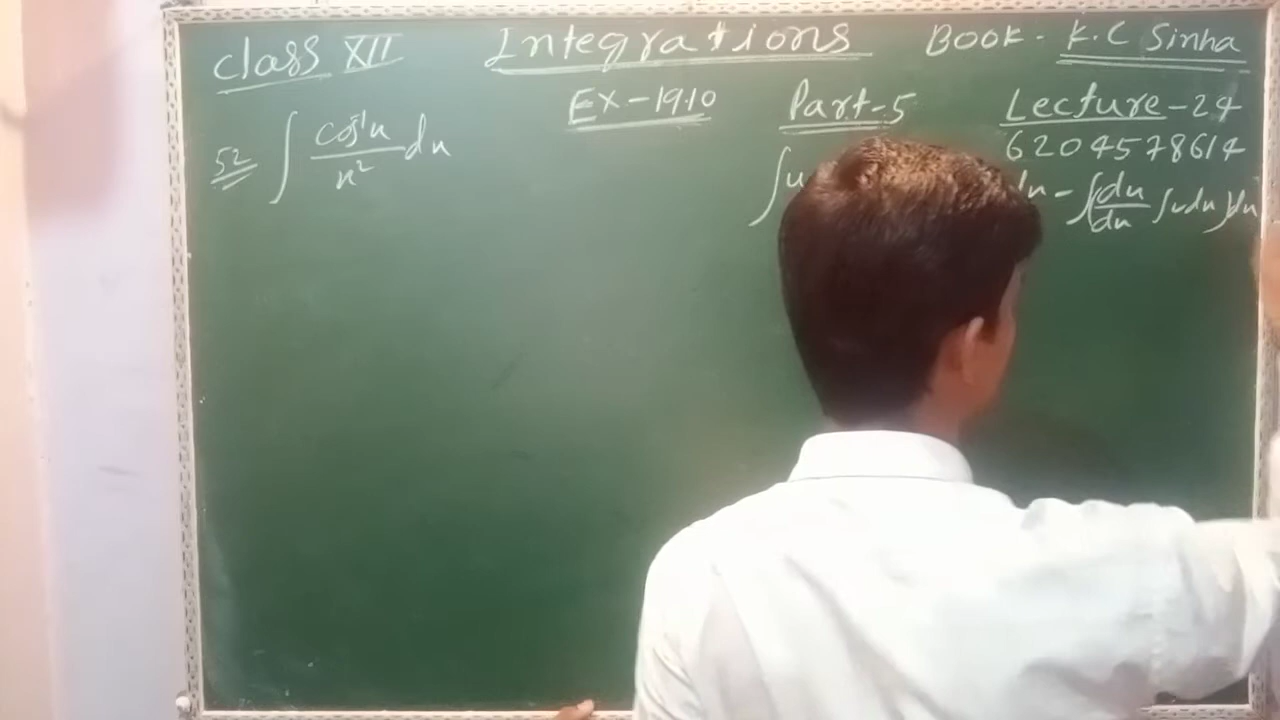 Class XII Integrations Book - K.C Sinha
Ex-19.10 Part-5 Lecture-24
6204578614
52 ∫ cos⁻¹x/x² dx
∫u dx - ∫(du/dx ∫v dx) dx